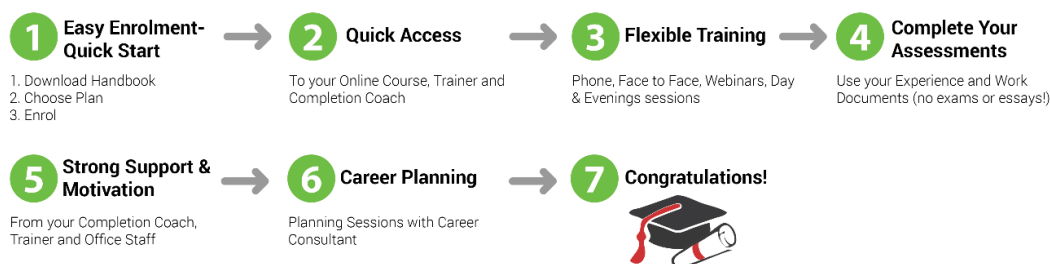 1
Easy Enrolment-
Quick Start
1. Download Handbook
2. Choose Plan
3. Enrol
2
Quick Access
To your Online Course, Trainer and
Completion Coach
3
Flexible Training
Phone, Face to Face, Webinars, Day
& Evenings sessions
4
Complete Your
Assessments
Use your Experience and Work
Documents (no exams or essays!)
5
Strong Support &
Motivation
From your Completion Coach,
Trainer and Office Staff
6
Career Planning
Planning Sessions with Career
Consultant
7
Congratulations!